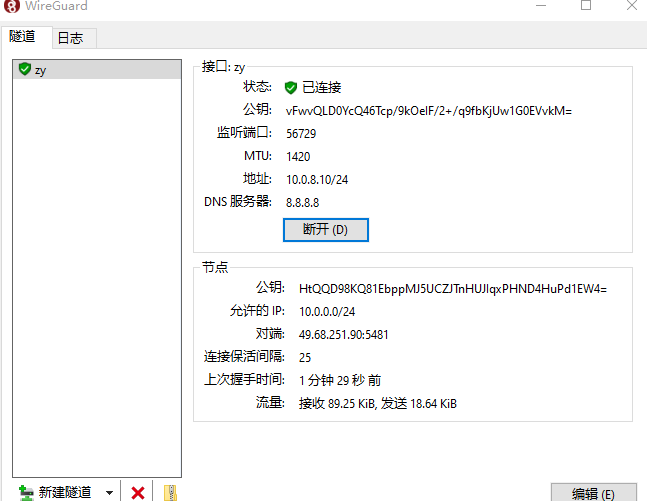 WireGuard
隧道 日志
zy
接口: zy
状态: 已连接
公钥: vFwvQLD0YcQ46Tcp/9kOeIF/2+/q9fbKjUw1G0EVvkM=
监听端口: 56729
MTU: 1420
地址: 10.0.8.10/24
DNS 服务器: 8.8.8.8
断开 (D)
节点
公钥: HtQQD98KQ81EbppMJ5UCZJTnHUJlqxPHND4HuPd1EW4=
允许的 IP: 10.0.0.0/24
对端: 49.68.251.90:5481
连接保活间隔: 25
上次握手时间: 1 分钟 29 秒 前
流量: 接收 89.25 KiB, 发送 18.64 KiB
新建隧道
编辑 (E)